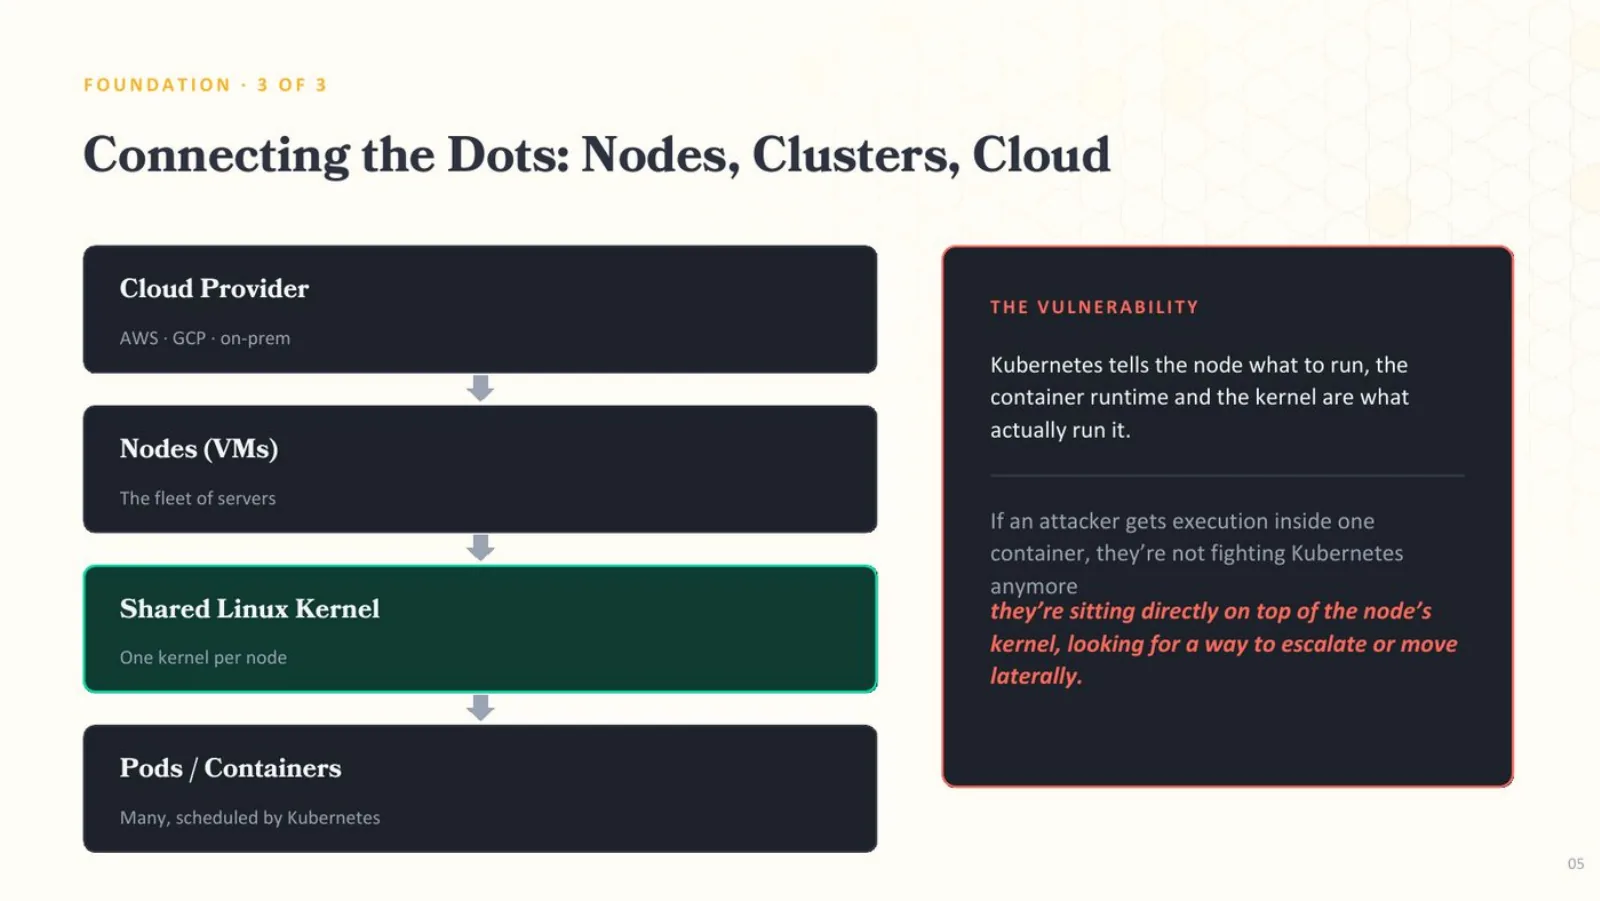 FOUNDATION · 3 OF 3
Connecting the Dots: Nodes, Clusters, Cloud
Cloud Provider
AWS · GCP · on-prem
Nodes (VMs)
The fleet of servers
Shared Linux Kernel
One kernel per node
Pods / Containers
Many, scheduled by Kubernetes
THE VULNERABILITY
Kubernetes tells the node what to run, the
container runtime and the kernel are what
actually run it.
If an attacker gets execution inside one
container, they’re not fighting Kubernetes
anymore
they’re sitting directly on top of the node’s
kernel, looking for a way to escalate or move
laterally.
05